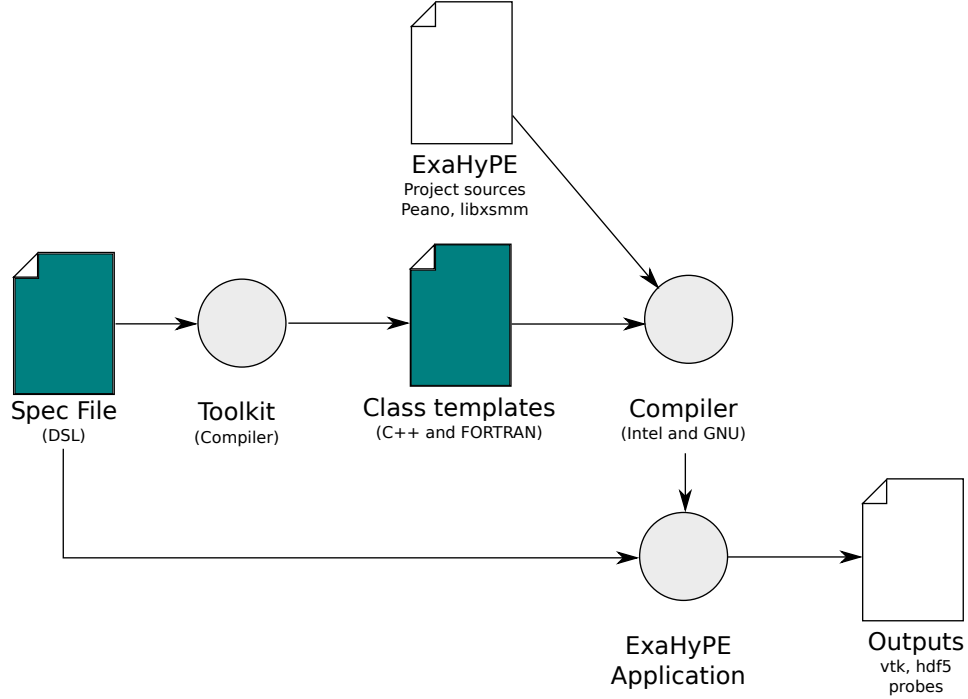 ExaHyPE
Project sources
Peano, libxsmm
Spec File
(DSL)
Toolkit
(Compiler)
Class templates
(C++ and FORTRAN)
Compiler
(Intel and GNU)
ExaHyPE
Application
Outputs
vtk, hdf5
probes